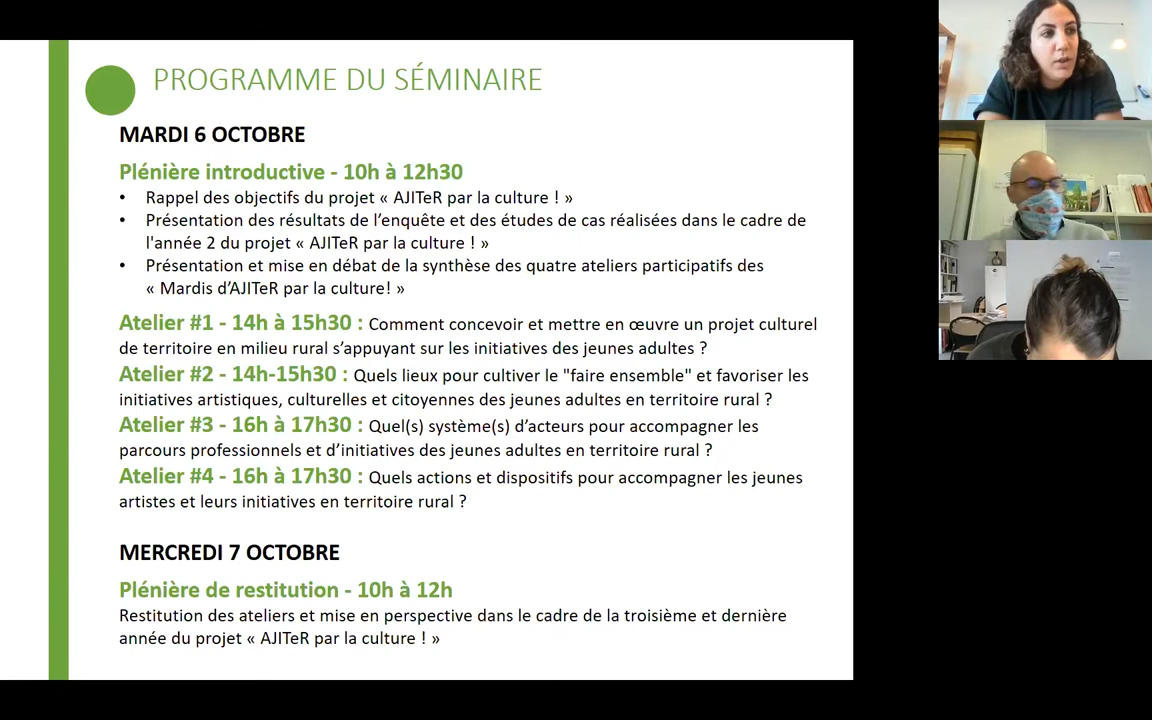 PROGRAMME DU SÉMINAIRE
MARDI 6 OCTOBRE
Plénière introductive - 10h à 12h30
• Rappel des objectifs du projet « AJITeR par la culture ! »
• Présentation des résultats de l'enquête et des études de cas réalisées dans le cadre de
l'année 2 du projet « AJITeR par la culture ! »
• Présentation et mise en débat de la synthèse des quatre ateliers participatifs des
« Mardis d'AJITeR par la culture! »
Atelier #1 - 14h à 15h30 : Comment concevoir et mettre en œuvre un projet culturel
de territoire en milieu rural s'appuyant sur les initiatives des jeunes adultes ?
Atelier #2 - 14h-15h30 : Quels lieux pour cultiver le "faire ensemble" et favoriser les
initiatives artistiques, culturelles et citoyennes des jeunes adultes en territoire rural ?
Atelier #3 - 16h à 17h30 : Quel(s) système(s) d'acteurs pour accompagner les
parcours professionnels et d'initiatives des jeunes adultes en territoire rural ?
Atelier #4 - 16h à 17h30 : Quels actions et dispositifs pour accompagner les jeunes
artistes et leurs initiatives en territoire rural ?
MERCREDI 7 OCTOBRE
Plénière de restitution - 10h à 12h
Restitution des ateliers et mise en perspective dans le cadre de la troisième et dernière
année du projet « AJITeR par la culture ! »